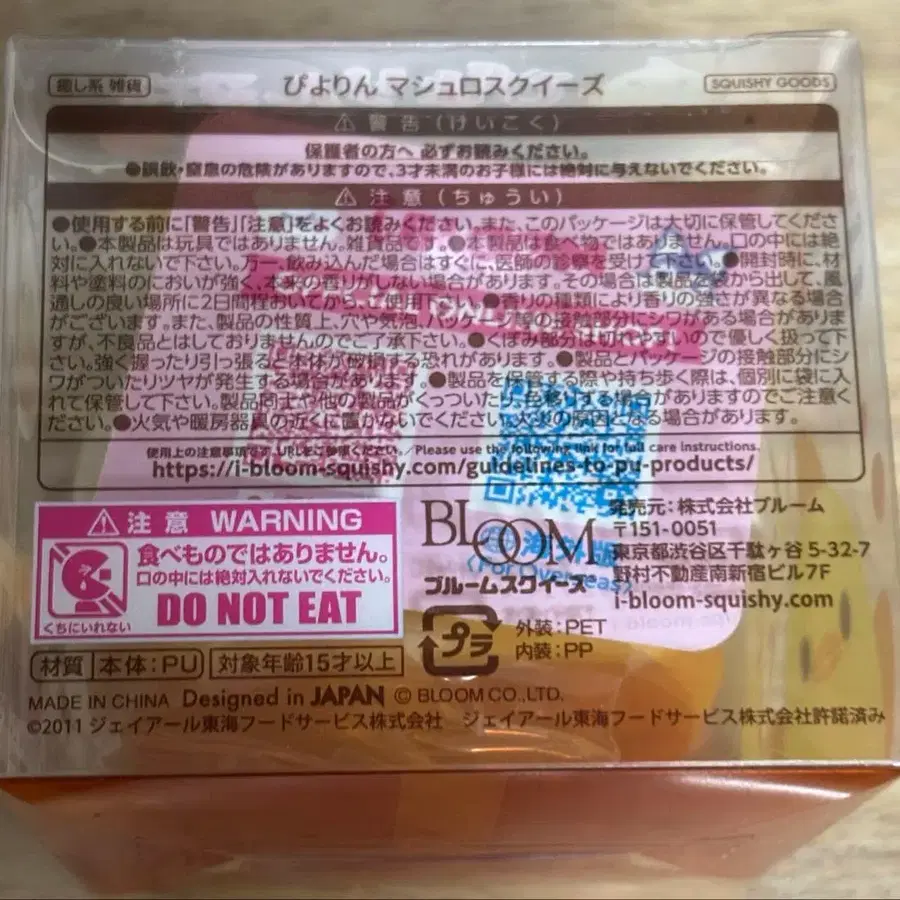 癒し系 雑貨
ぴよりん マシュロスクイーズ
SQUISHY GOODS
⚠ 警告(けいこく)
保護者の方へ 必ずお読みください。
●誤飲・窒息の危険がありますので、3才未満のお子様には絶対に与えないでください。
⚠ 注意(ちゅうい)
●使用する前に「警告」「注意」をよくお読みください。また、このパッケージは大切に保管してくださ
い。●本製品は玩具ではありません。雑貨品です。●本製品は食べ物ではありません。口の中には絶
対に入れないで下さい。万一飲み込んだ場合はすぐに、医師の診察を受けて下さい。●開封時に、材
料や塗料のにおいが強く、本来の香りがしない場合があります。その場合は製品を袋から出して、風
通しの良い場所に2日間程おいてから、ご使用下さい。●香りの種類により香りの強さが異なる場合
がございます。また、製品の性質上、穴や気泡、パッケージ等の接触部分にシワがある場合がありま
すが、不良品とはしておりませんのでご了承下さい。●くぼみ部分は切れやすいので優しく扱って下
さい。強く握ったり引っ張ると本体が破損する恐れがあります。●製品とパッケージの接触部分にシ
ワがついたりツヤが発生する場合があります。●製品を保管する際や持ち歩く際は、個別に袋に入
れて保管して下さい。製品同士や他の製品がくっついたり、色移りする場合がありますのでご注意く
ださい。●火気や暖房器具の近くに置かないでください。火災の原因となる場合があります。
使用上の注意事項です。URLをご参照ください。/Please use the following link for full care instructions.
https://i-bloom-squishy.com/guidelines-to-pu-products/
⚠ 注意 WARNING
食べものではありません。
口の中には絶対入れないでください。
DO NOT EAT
くちにいれない
BLOOM
ブルームスクイーズ
発売元:株式会社ブルーム
〒151-0051
東京都渋谷区千駄ヶ谷 5-32-7
野村不動産南新宿ビル7F
i-bloom-squishy.com
プラ
外装:PET
内装:PP
材質 本体:PU 対象年齢15才以上
MADE IN CHINA Designed in JAPAN © BLOOM CO.,LTD.
©2011 ジェイアール東海フードサービス株式会社 ジェイアール東海フードサービス株式会社許諾済み